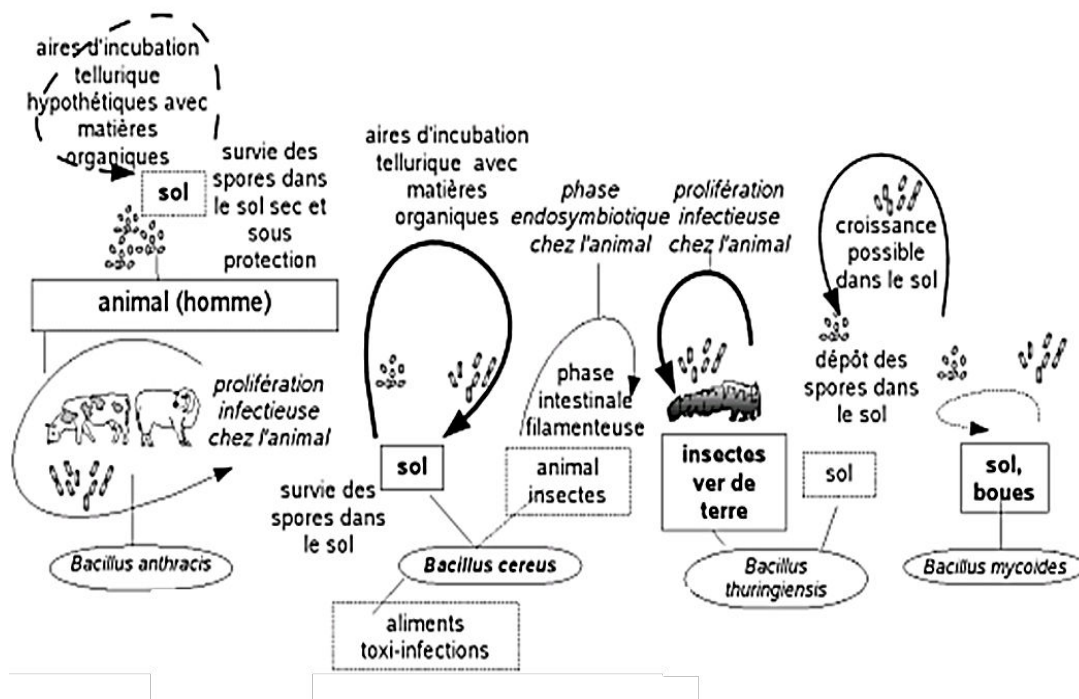 aires d'incubation
tellurique
hypothétiques avec
matières
organiques
sol
survie des
spores dans
le sol sec et
sous
protection
animal (homme)
prolifération
infectieuse
chez l'animal
Bacillus anthracis
aires d'incubation
tellurique avec
matières
organiques
sol
survie des
spores dans
le sol
phase
endosymbiotique
chez l'animal
phase
intestinale
filamenteuse
animal
insectes
Bacillus cereus
aliments
toxi-infections
prolifération
infectieuse
chez l'animal
insectes
ver de
terre
croissance
possible
dans le sol
dépôt des
spores dans
le sol
sol
Bacillus
thuringiensis
sol,
boues
Bacillus mycoides